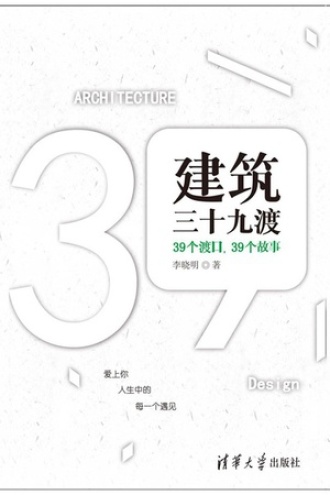 ARCHITECTURE
39
建筑
三十九渡
39个渡口，39个故事
李晓明 ◎ 著
爱上你
人生中的
每一个遇见
Design
清华大学出版社